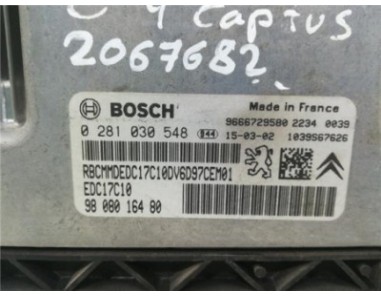 C 4 Captus
2067682
BOSCH
Made in France
9666729580 2234 0039
0 281 030 548 15-03-02 1039S67626
RBCMMDEDC17C10DV6D97CEM01
EDC17C10
98 080 164 80